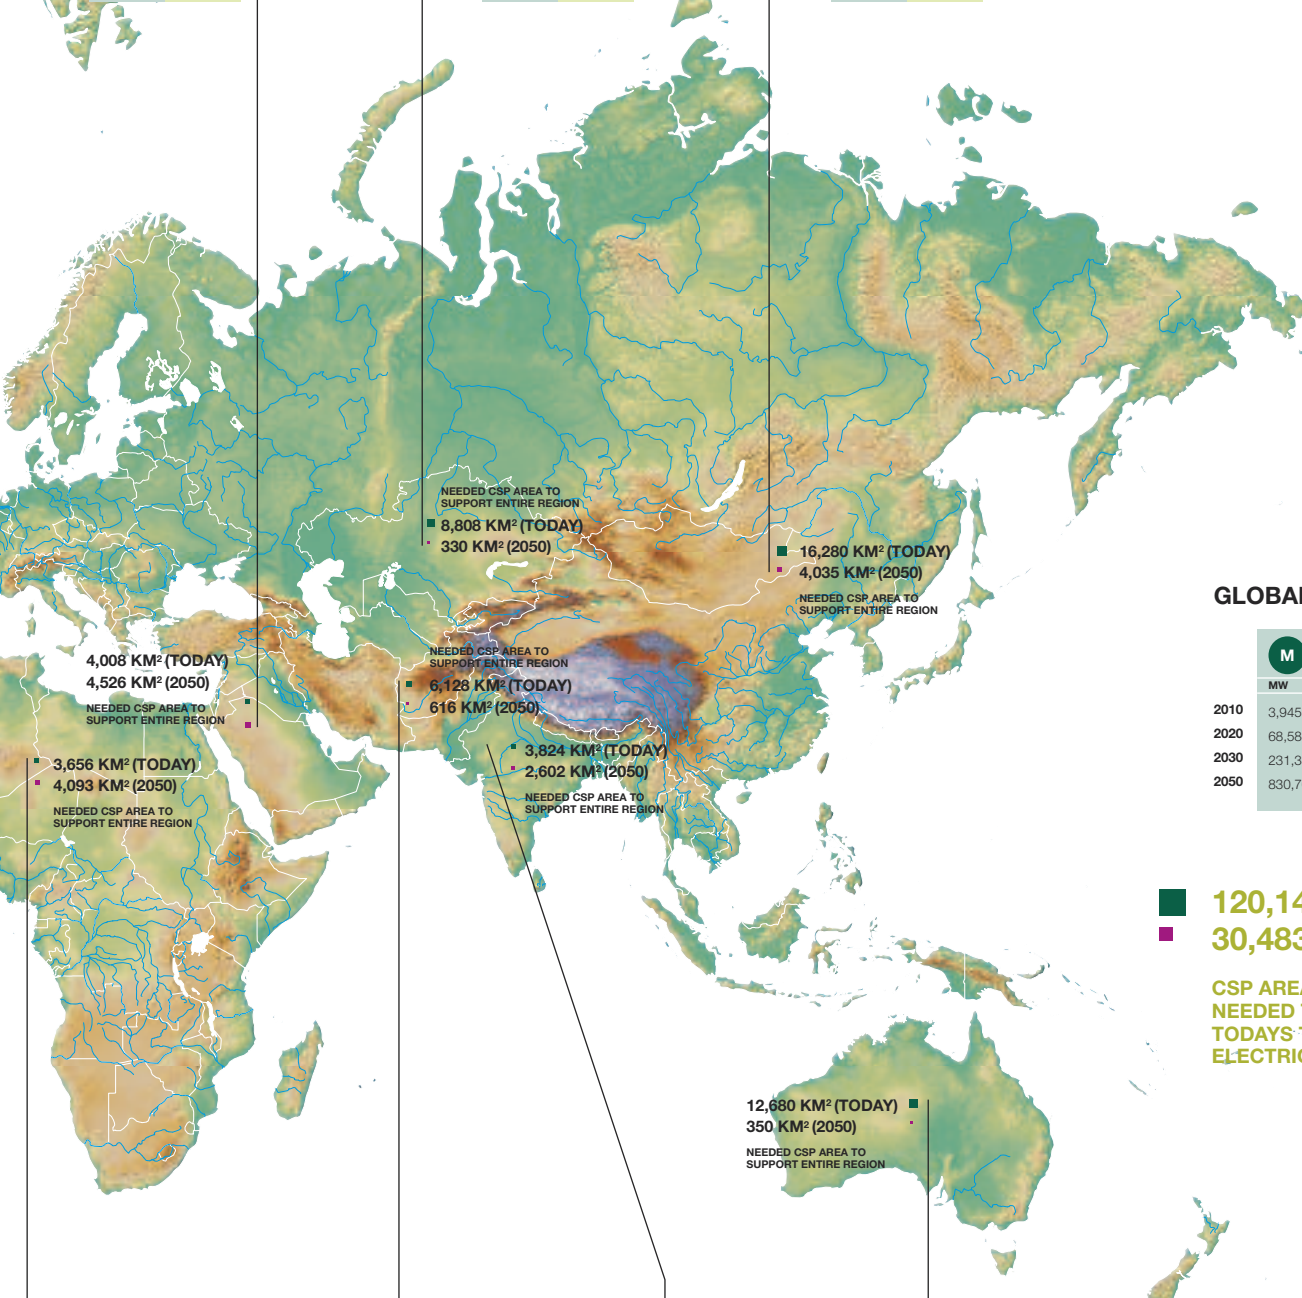 NEEDED CSP AREA TO
SUPPORT ENTIRE REGION
8,808 KM² (TODAY)
330 KM² (2050)
16,280 KM² (TODAY)
4,035 KM² (2050)
NEEDED CSP AREA TO
SUPPORT ENTIRE REGION
4,008 KM² (TODAY)
4,526 KM² (2050)
NEEDED CSP AREA TO
SUPPORT ENTIRE REGION
NEEDED CSP AREA TO
SUPPORT ENTIRE REGION
6,128 KM² (TODAY)
616 KM² (2050)
3,824 KM² (TODAY)
2,602 KM² (2050)
NEEDED CSP AREA TO
SUPPORT ENTIRE REGION
3,656 KM² (TODAY)
4,093 KM² (2050)
NEEDED CSP AREA TO
SUPPORT ENTIRE REGION
12,680 KM² (TODAY)
350 KM² (2050)
NEEDED CSP AREA TO
SUPPORT ENTIRE REGION
GLOBAL
M
MW
2010 3,945
2020 68,58
2030 231,3
2050 830,7
120,14
30,483
CSP AREA
NEEDED
TODAYS
ELECTRIC